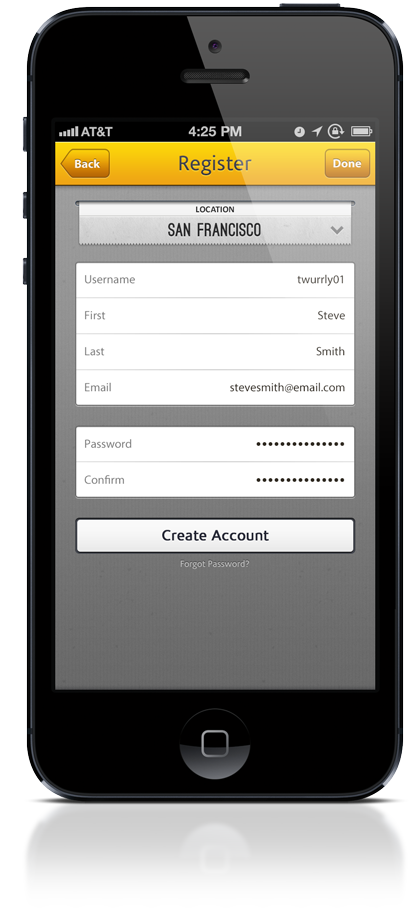 AT&T 4:25 PM
Back Register Done
LOCATION
SAN FRANCISCO
Username twurrly01
First Steve
Last Smith
Email stevesmith@email.com
Password •••••••••••••••
Confirm •••••••••••••••
Create Account
Forgot Password?